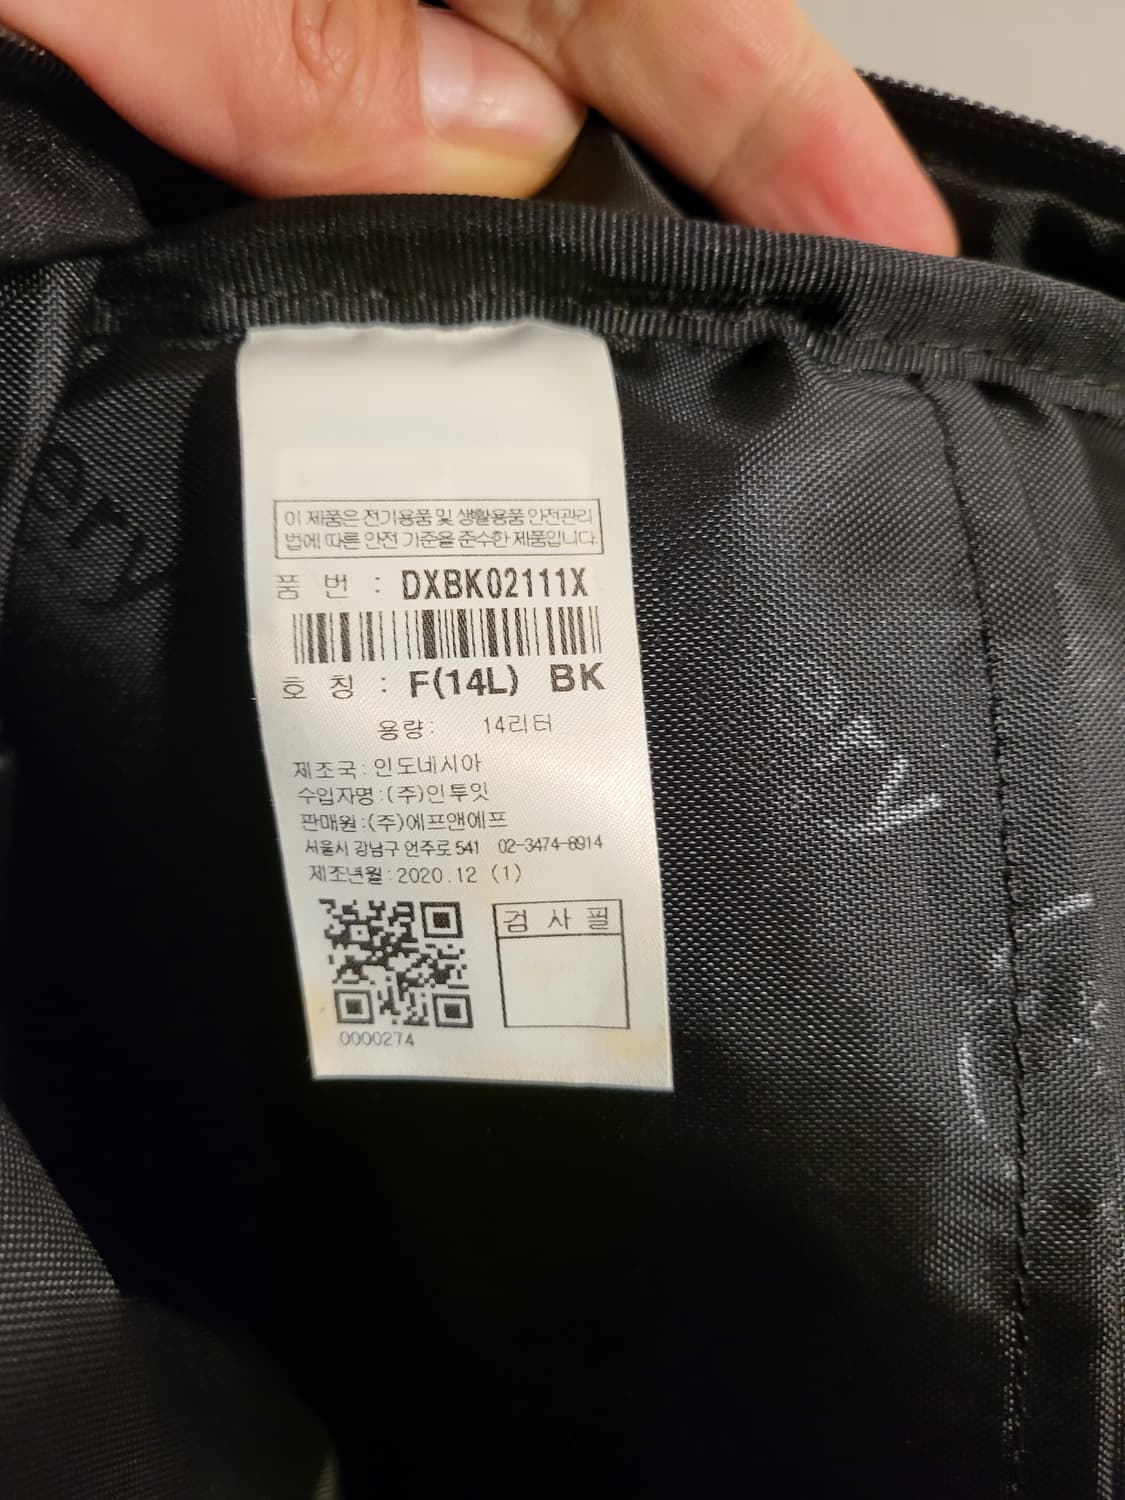 이 제품은 전기용품 및 생활용품 안전관리
법에 따른 안전 기준을 준수한 제품입니다.
품 번 : DXBK02111X
호 칭 : F(14L) BK
용량: 14리터
제조국:인도네시아
수입자명:(주)인투잇
판매원:(주)에프앤에프
서울시 강남구 언주로 541 02-3474-8914
제조년월:2020.12 (1)
검 사 필
0000274